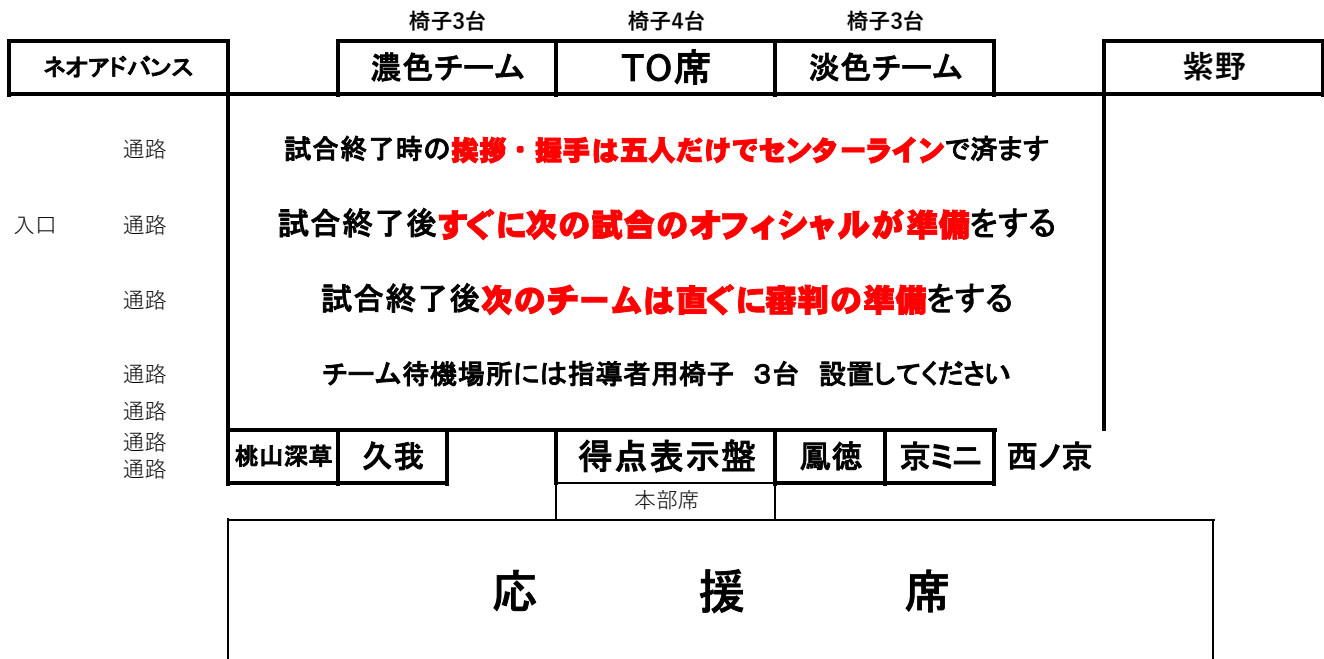 椅子3台 椅子4台 椅子3台
ネオアドバンス 濃色チーム TO席 淡色チーム 紫野
通路 試合終了時の挨拶・握手は五人だけでセンターラインで済ます
入口 通路 試合終了後すぐに次の試合のオフィシャルが準備をする
通路 試合終了後次のチームは直ぐに審判の準備をする
通路 チーム待機場所には指導者用椅子 3台 設置してください
通路
通路
桃山深草 久我 得点表示盤 鳳徳 京ミニ 西ノ京
通路
本部席
応 援 席